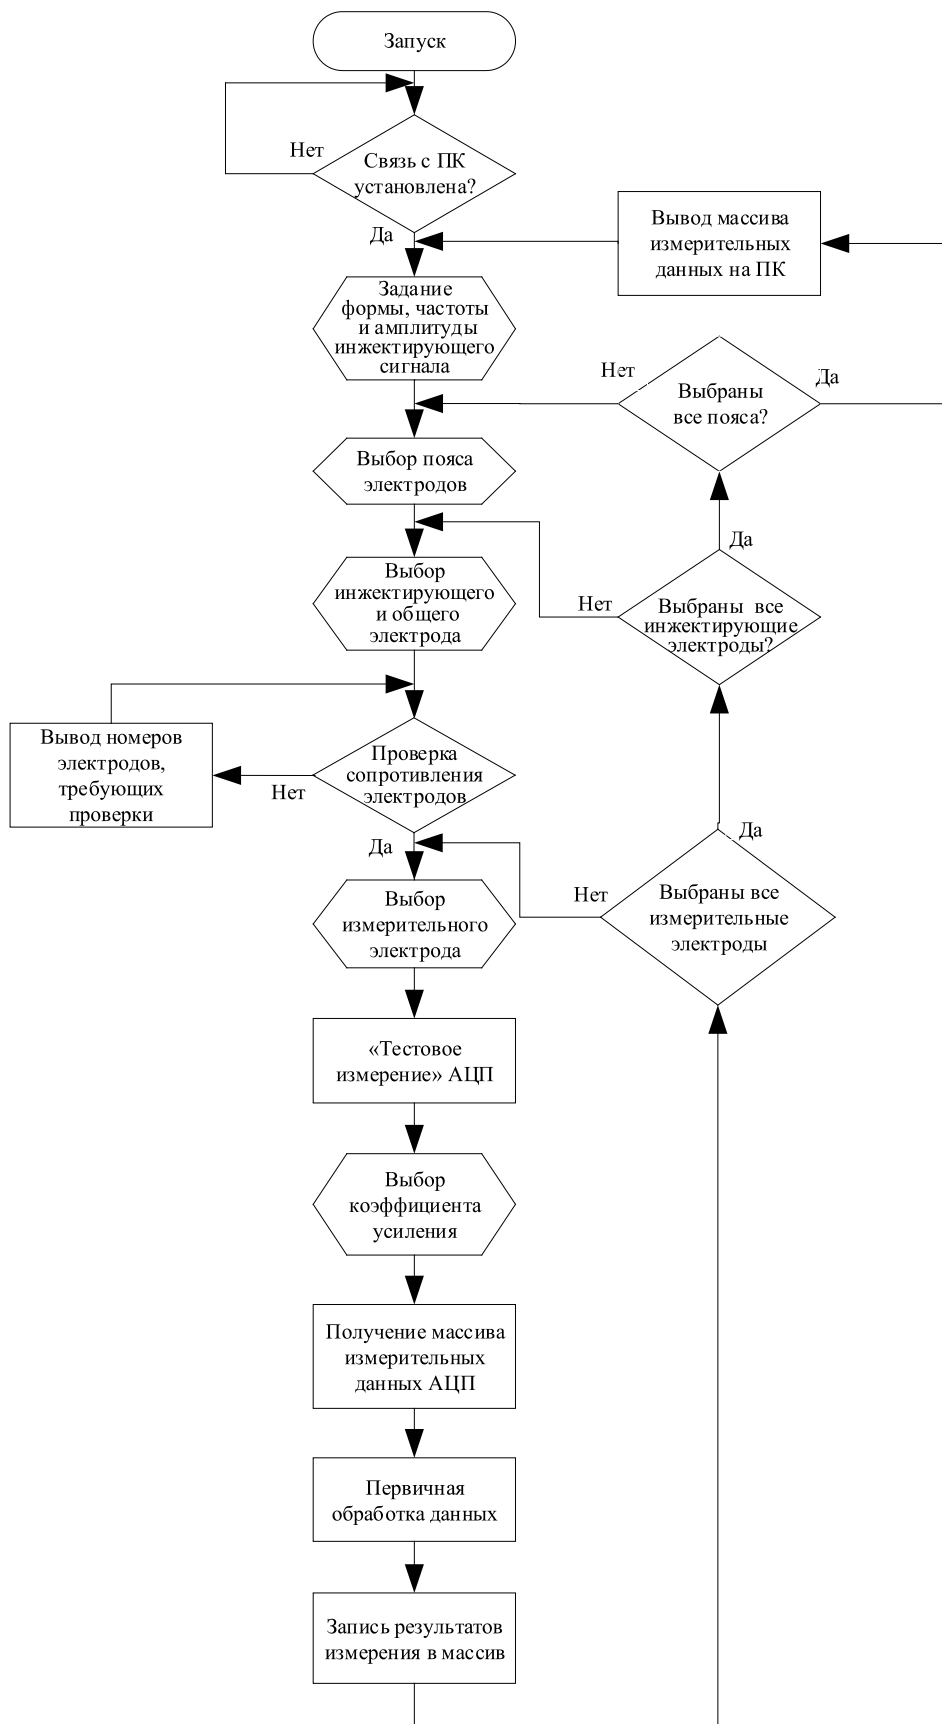 Запуск
Нет
Связь с ПК
установлена?
Да
Вывод массива
измерительных
данных на ПК
Задание
формы, частоты
и амплитуды
инжектирующего
сигнала
Нет
Выбраны
все пояса?
Да
Выбор пояса
электродов
Да
Выбор
инжектирующего
и общего
электрода
Нет
Выбраны все
инжектирующие
электроды?
Вывод номеров
электродов,
требующих
проверки
Нет
Проверка
сопротивления
электродов
Да
Да
Выбор
измерительного
электрода
Нет
Выбраны все
измерительные
электроды
«Тестовое
измерение» АЦП
Выбор
коэффициента
усиления
Получение массива
измерительных
данных АЦП
Первичная
обработка данных
Запись результатов
измерения в массив